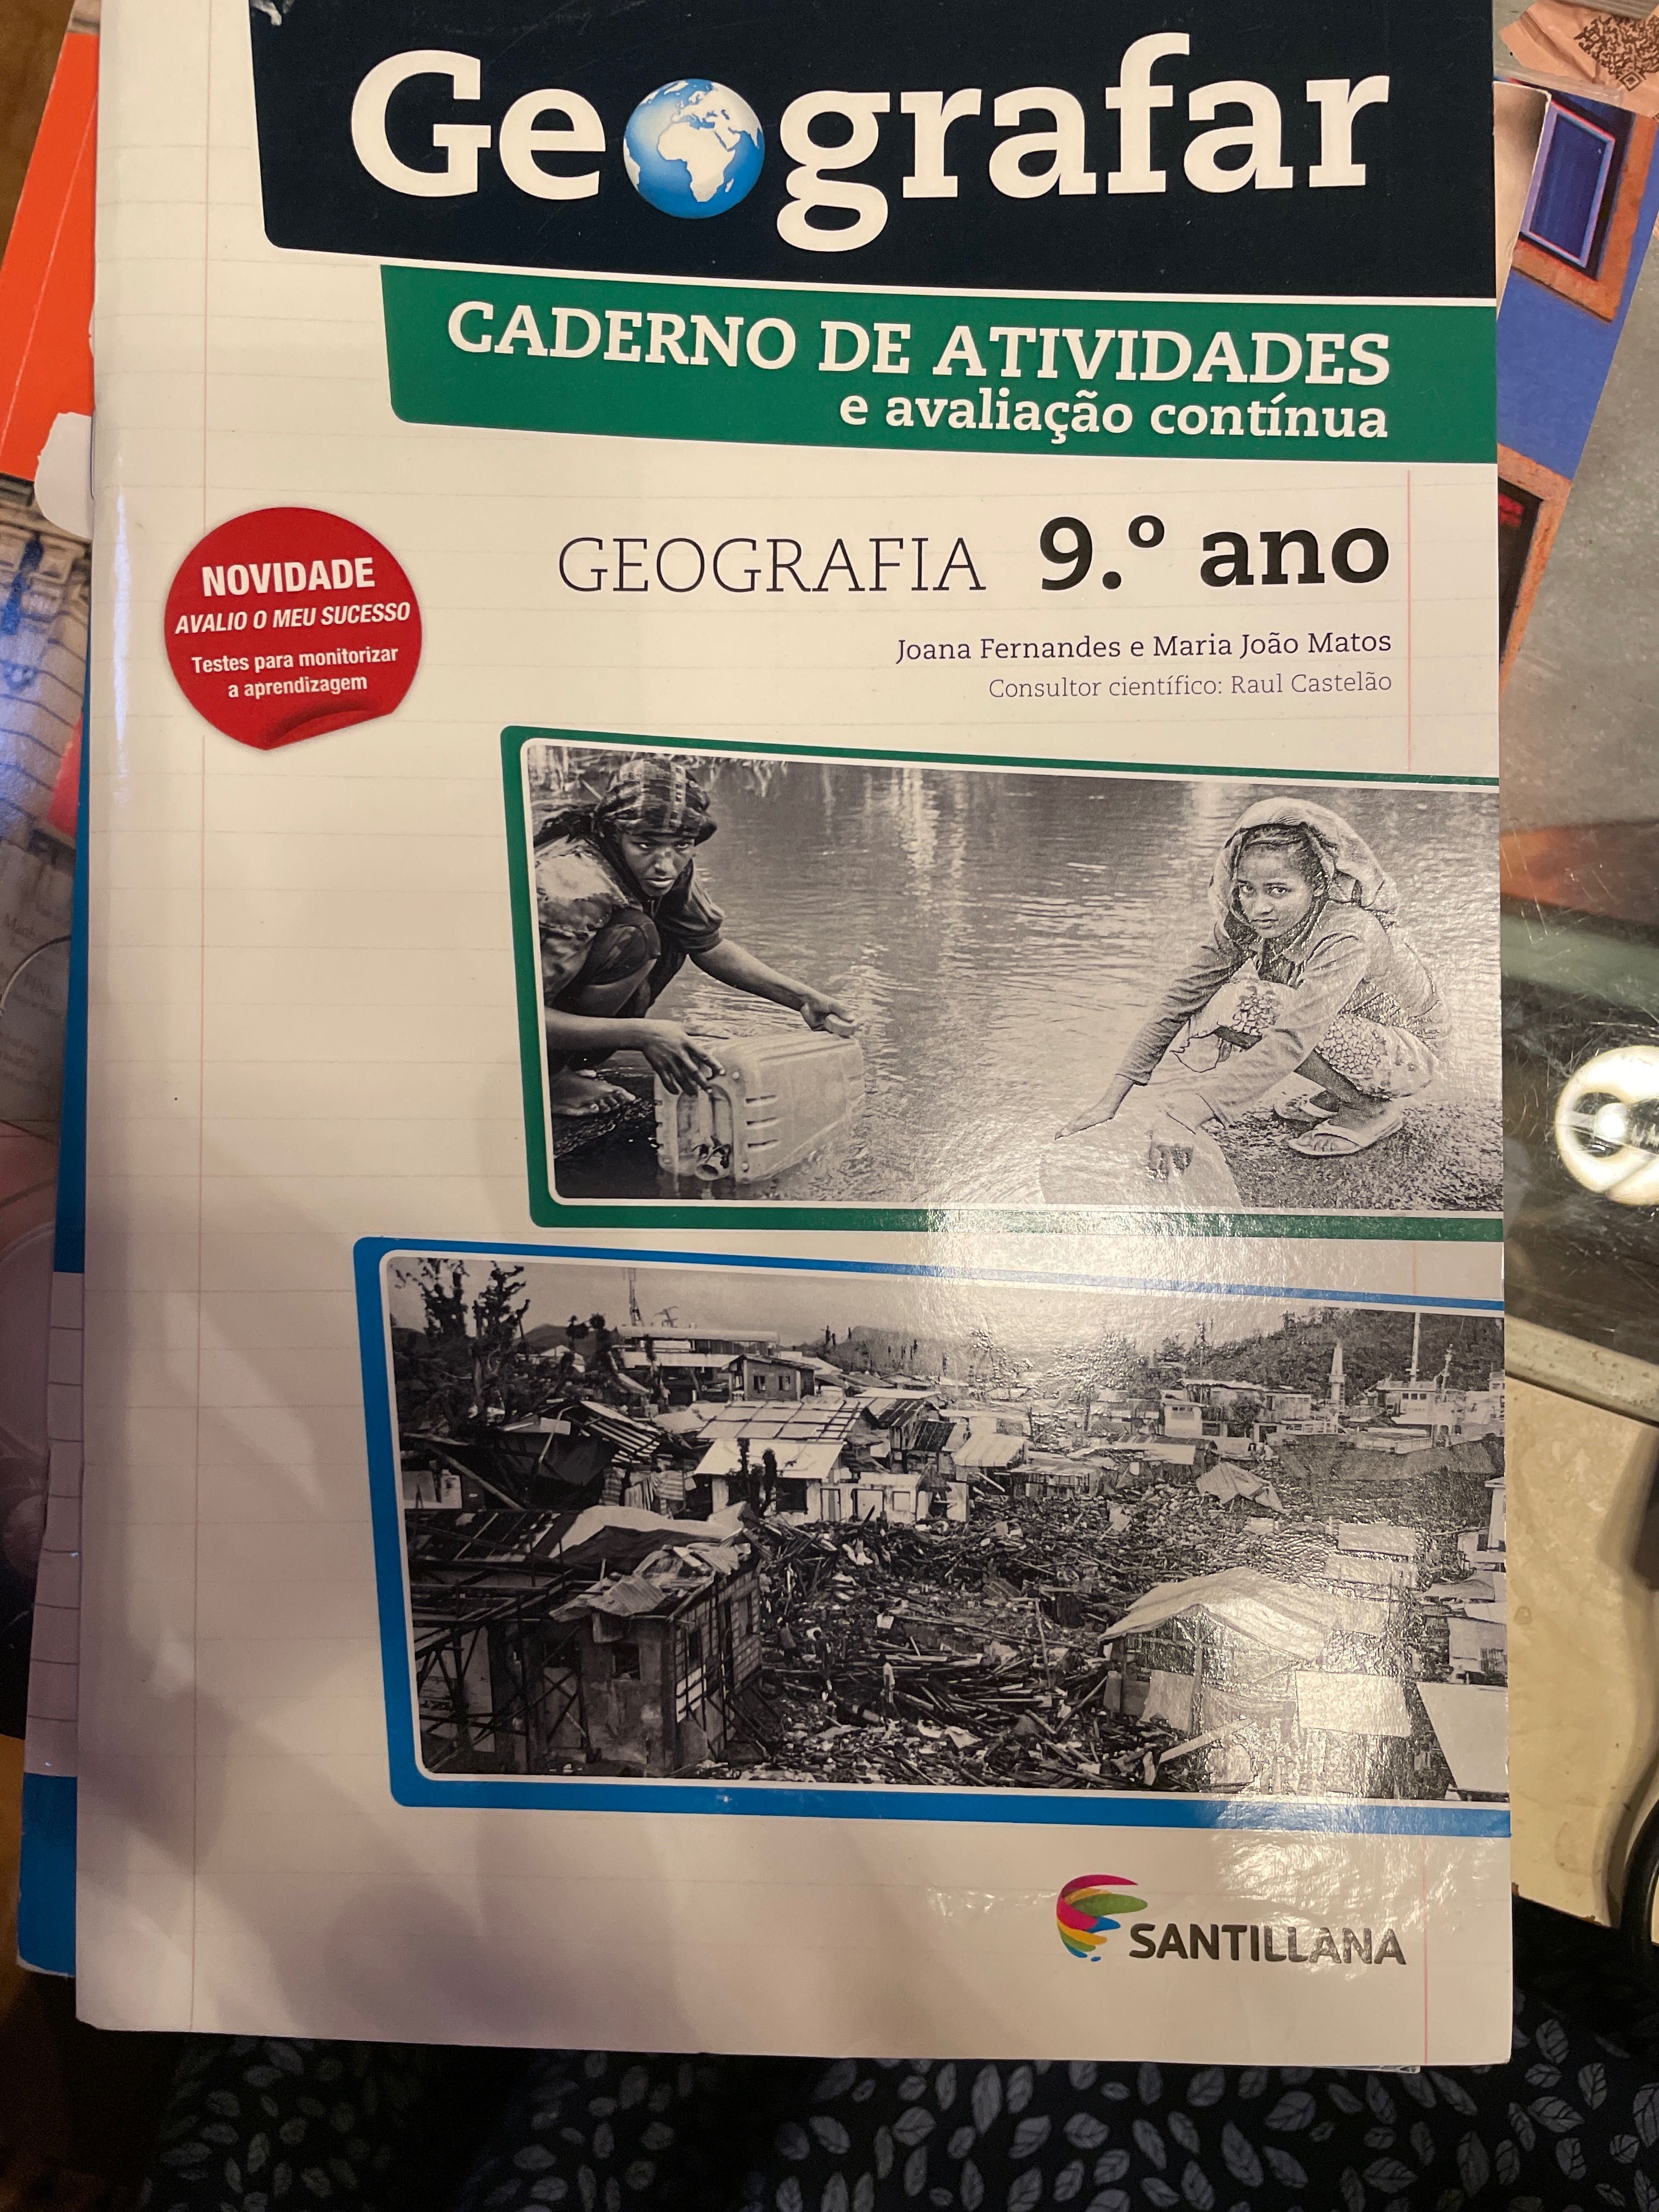 Geografar
CADERNO DE ATIVIDADES
e avaliação contínua
GEOGRAFIA 9.º ano
Joana Fernandes e Maria João Matos
Consultor científico: Raul Castelão
NOVIDADE
AVALIO O MEU SUCESSO
Testes para monitorizar
a aprendizagem
SANTILLANA